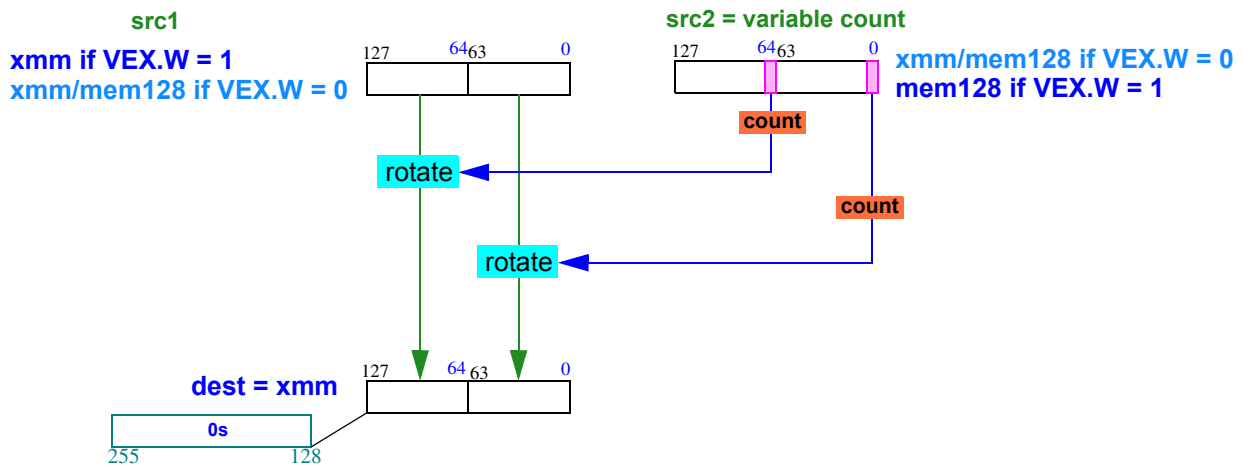 src1
src2 = variable count
xmm if VEX.W = 1
xmm/mem128 if VEX.W = 0
127 64 63 0
127 64 63 0
xmm/mem128 if VEX.W = 0
mem128 if VEX.W = 1
count
rotate
count
rotate
dest = xmm
127 64 63 0
0s
255 128